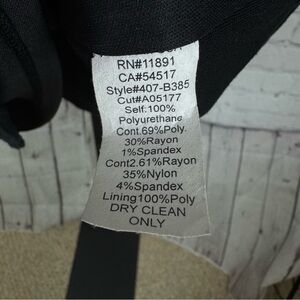 RN#11891
CA#54517
Style#407-B385
Cut#A05177
Self:100%
Polyurethane
Cont.69%Poly.
30%Rayon
1%Spandex
Cont2.61%Rayon
35%Nylon
4%Spandex
Lining100%Poly
DRY CLEAN
ONLY